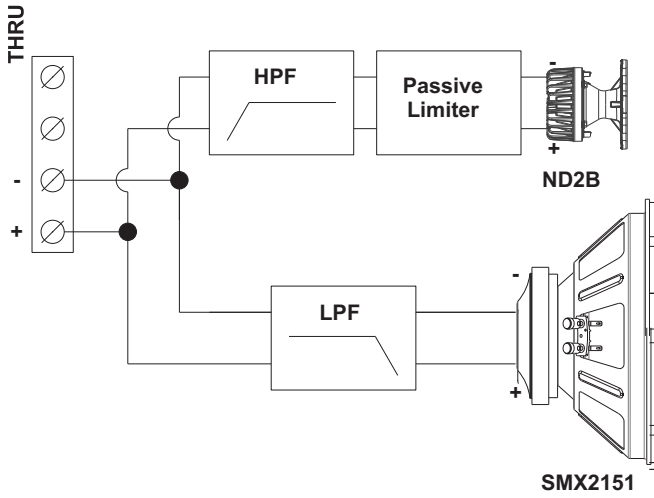 THRU
HPF
Passive
Limiter
-
+
ND2B
-
+
LPF
-
+
SMX2151